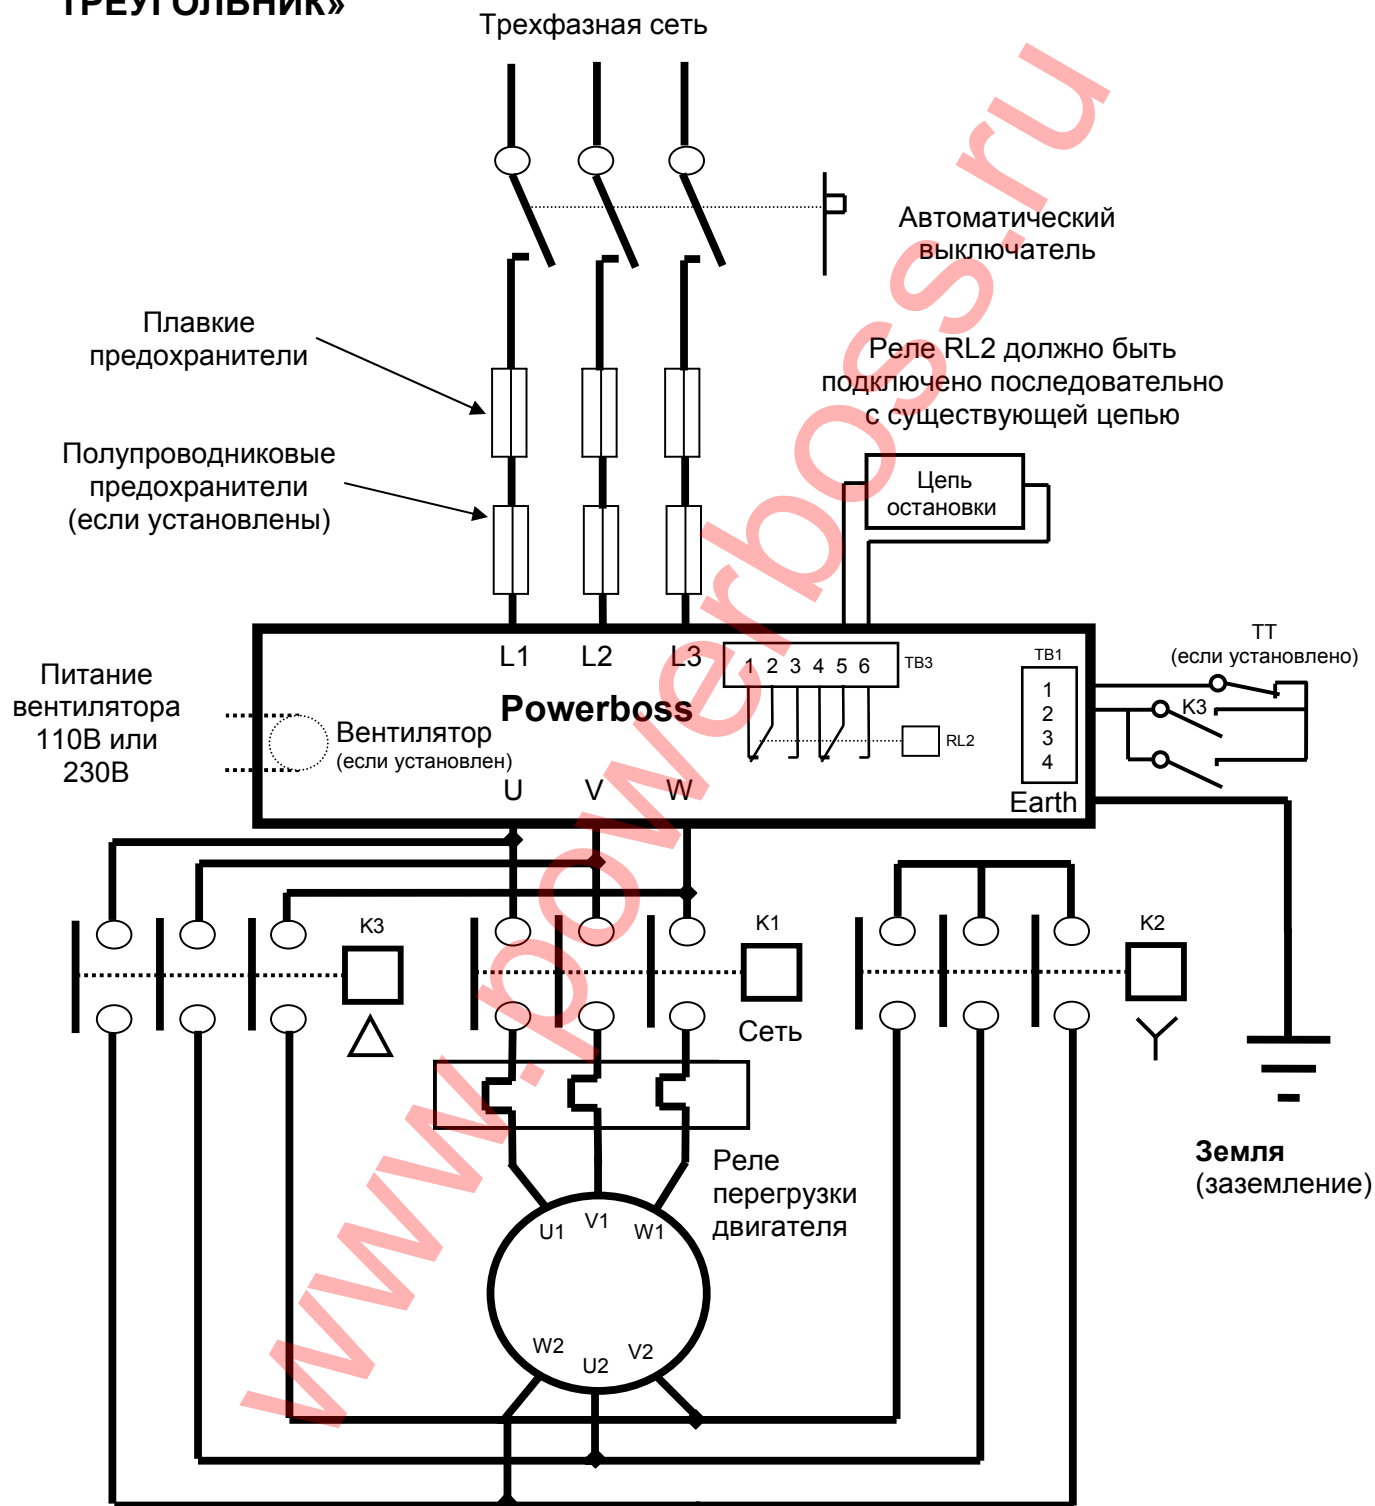 ТРЕУГОЛЬНИК»
Трехфазная сеть
Автоматический
выключатель
Плавкие
предохранители
Реле RL2 должно быть
подключено последовательно
с существующей цепью
Полупроводниковые
предохранители
(если установлены)
Цепь
остановки
L1 L2 L3
1 2 3 4 5 6
TB3
TB1
ТТ
(если установлено)
1
2
3
4
K3
Питание
вентилятора
110В или
230В
Powerboss
Вентилятор
(если установлен)
RL2
U V W
Earth
K3
K1
K2
Сеть
Земля
(заземление)
Реле
перегрузки
двигателя
U1 V1 W1
W2 U2 V2
www.powerboss.ru